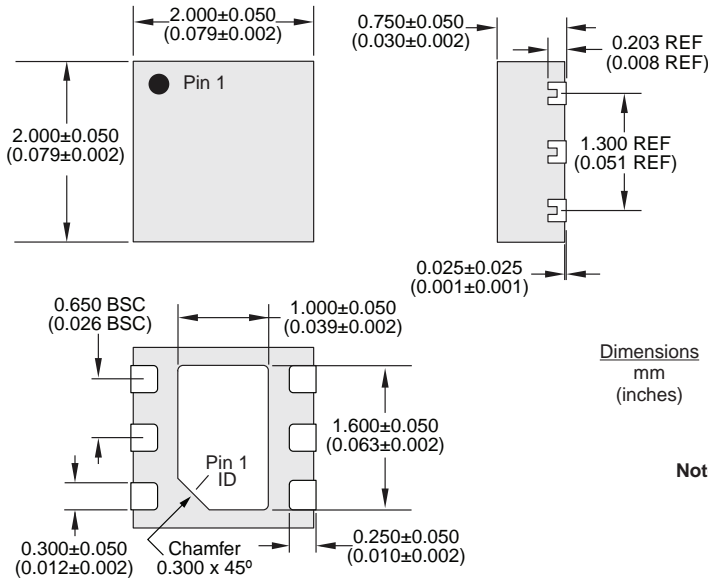 2.000±0.050
(0.079±0.002)
Pin 1
2.000±0.050
(0.079±0.002)
0.750±0.050
(0.030±0.002)
0.203 REF
(0.008 REF)
1.300 REF
(0.051 REF)
0.025±0.025
(0.001±0.001)
0.650 BSC
(0.026 BSC)
1.000±0.050
(0.039±0.002)
1.600±0.050
(0.063±0.002)
Pin 1
ID
0.300±0.050
(0.012±0.002)
Chamfer
0.300 x 45º
0.250±0.050
(0.010±0.002)
Dimensions
mm
(inches)
Not